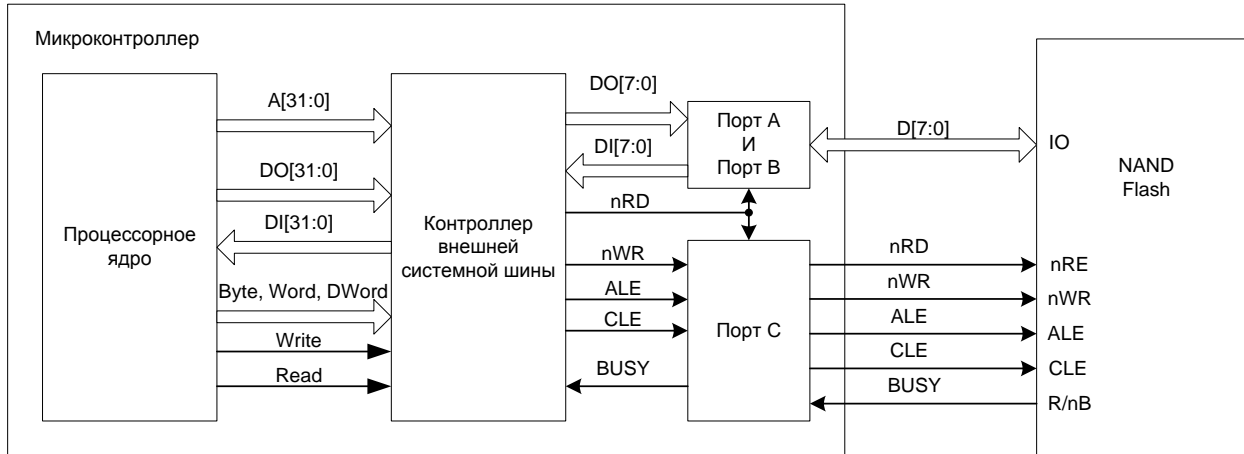 Микроконтроллер
Процессорное
ядро
A[31:0]
DO[31:0]
DI[31:0]
Byte, Word, DWord
Write
Read
Контроллер
внешней
системной шины
DO[7:0]
DI[7:0]
nRD
nWR
ALE
CLE
BUSY
Порт А
И
Порт В
Порт С
D[7:0]
nRD
nWR
ALE
CLE
BUSY
IO
nRE
nWR
ALE
CLE
R/nB
NAND
Flash